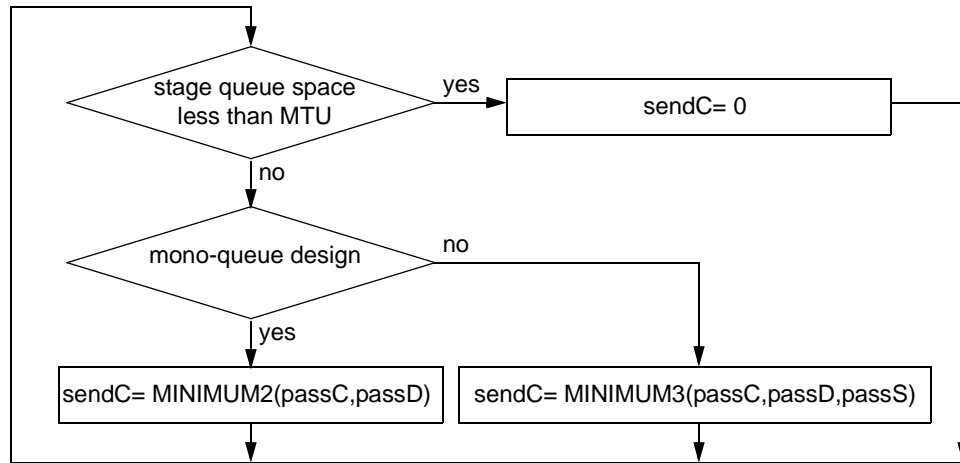 stage queue space
less than MTU
yes
sendC= 0
no
mono-queue design
no
yes
sendC= MINIMUM2(passC,passD)
sendC= MINIMUM3(passC,passD,passS)